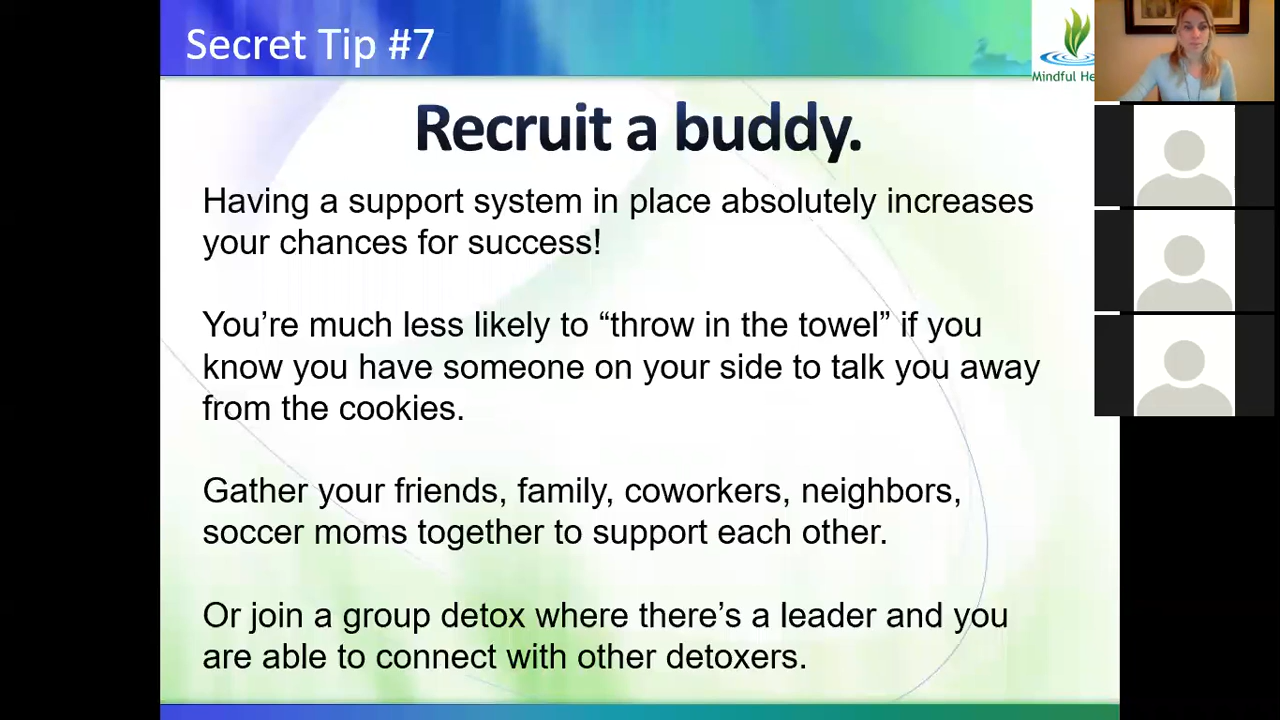 Secret Tip #7
Mindful He
Recruit a buddy.
Having a support system in place absolutely increases
your chances for success!
You’re much less likely to “throw in the towel” if you
know you have someone on your side to talk you away
from the cookies.
Gather your friends, family, coworkers, neighbors,
soccer moms together to support each other.
Or join a group detox where there’s a leader and you
are able to connect with other detoxers.